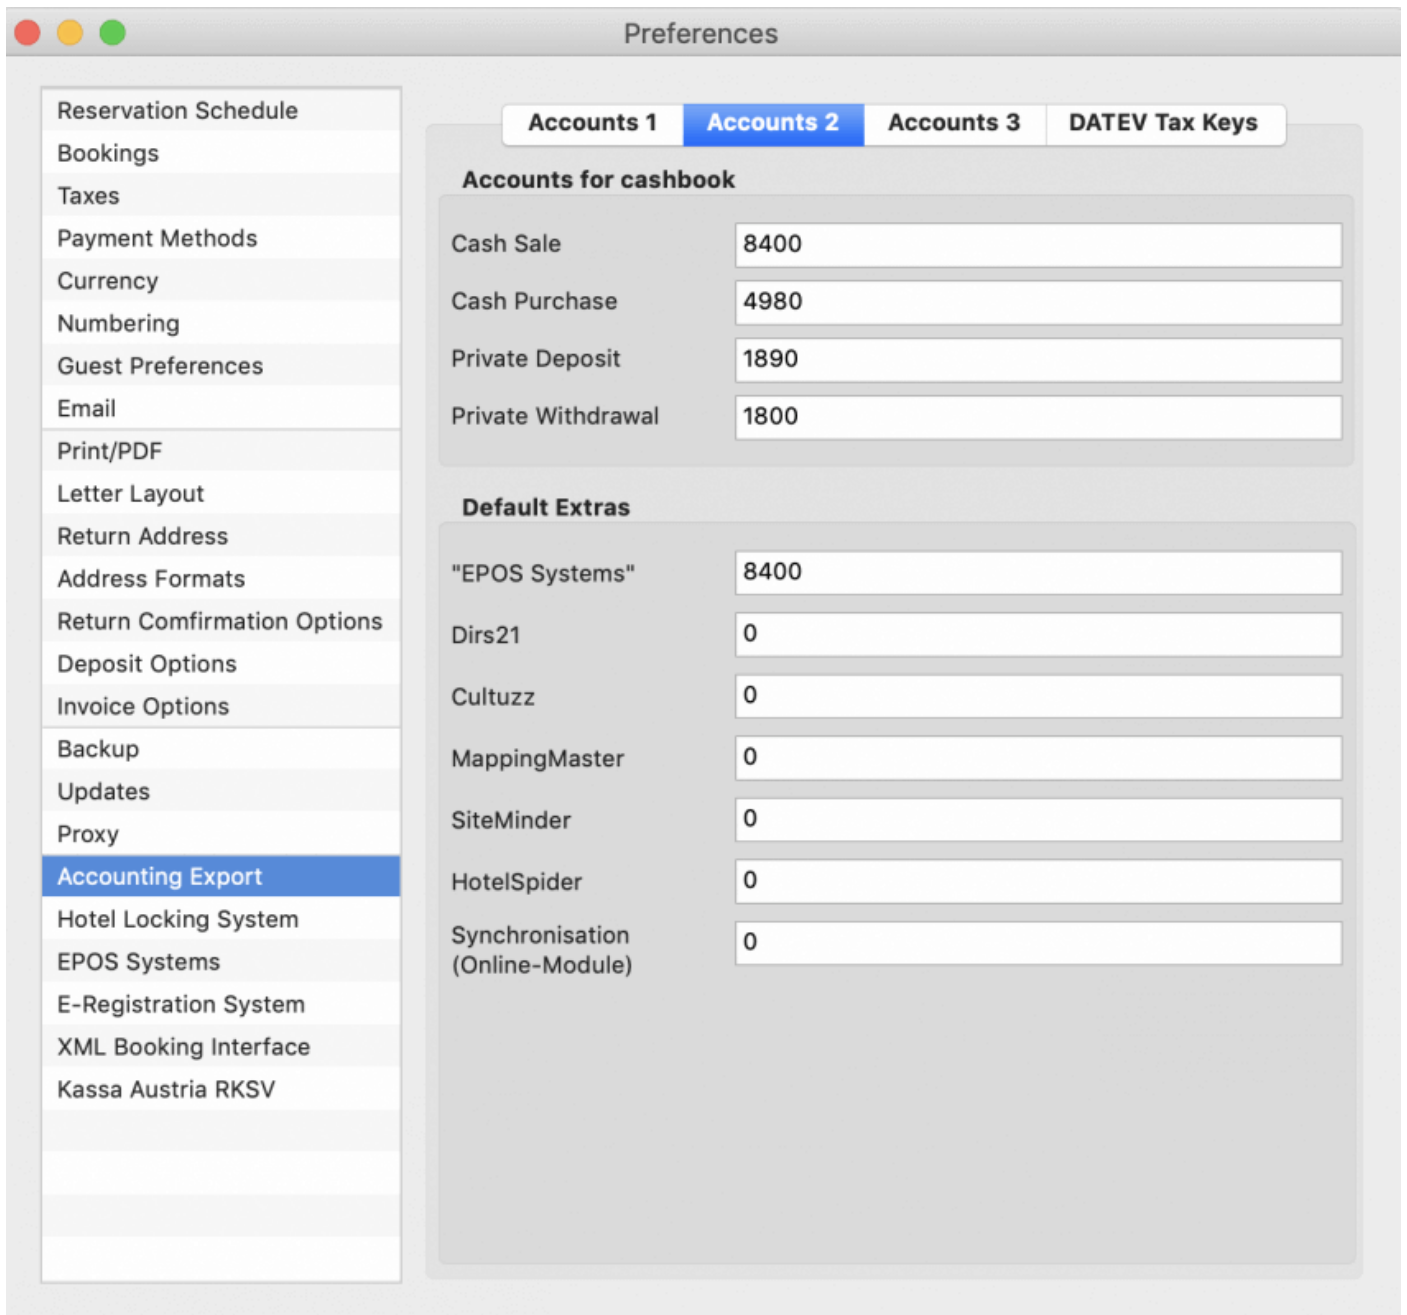 Preferences
Reservation Schedule
Bookings
Taxes
Payment Methods
Currency
Numbering
Guest Preferences
Email
Print/PDF
Letter Layout
Return Address
Address Formats
Return Comfirmation Options
Deposit Options
Invoice Options
Backup
Updates
Proxy
Accounting Export
Hotel Locking System
EPOS Systems
E-Registration System
XML Booking Interface
Kassa Austria RKSV
Accounts 1 Accounts 2 Accounts 3 DATEV Tax Keys
Accounts for cashbook
Cash Sale 8400
Cash Purchase 4980
Private Deposit 1890
Private Withdrawal 1800
Default Extras
"EPOS Systems" 8400
Dirs21 0
Cultuzz 0
MappingMaster 0
SiteMinder 0
HotelSpider 0
Synchronisation 0
(Online-Module)